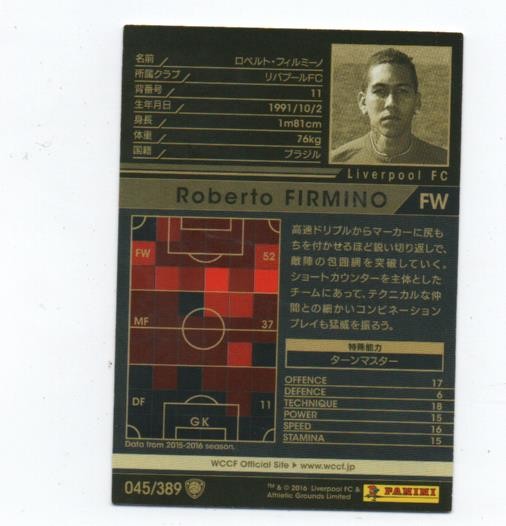 名前 ロベルト・フィルミーノ
所属クラブ リバプールFC
背番号 11
生年月日 1991/10/2
身長 1m81cm
体重 76kg
国籍 ブラジル
Liverpool FC
Roberto FIRMINO FW
FW 52
MF 37
DF 11
GK
Data from 2015-2016 season.
高速ドリブルからマーカーに尻も
ちを付かせるほど鋭い切り返しで、
敵陣の包囲網を突破していく。
ショートカウンターを主体とした
チームにあって、テクニカルな仲
間との細かいコンビネーション
プレイも猛威を振るう。
特殊能力
ターンマスター
OFFENCE 17
DEFENCE 6
TECHNIQUE 18
POWER 15
SPEED 16
STAMINA 15
WCCF Official Site ▶ www.wccf.jp
045/389
™ & © 2016 Liverpool FC &
Athletic Grounds Limited
PANINI